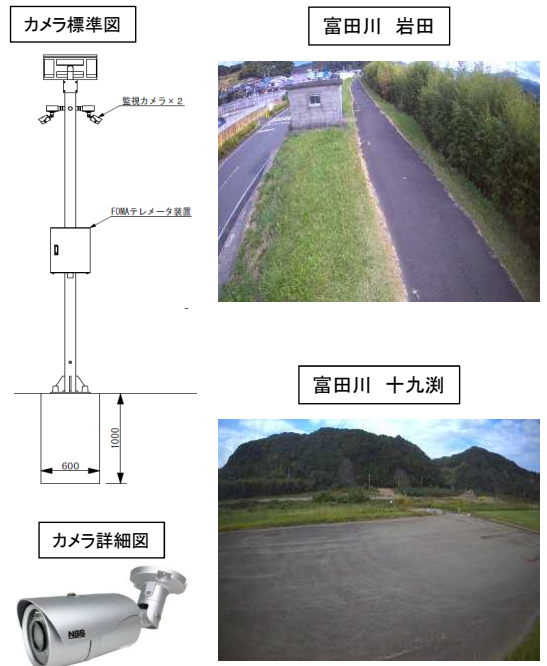 カメラ標準図
監視カメラ×2
FOMAテレメータ装置
1000
600
カメラ詳細図
NSS
富田川 岩田
富田川 十九渕